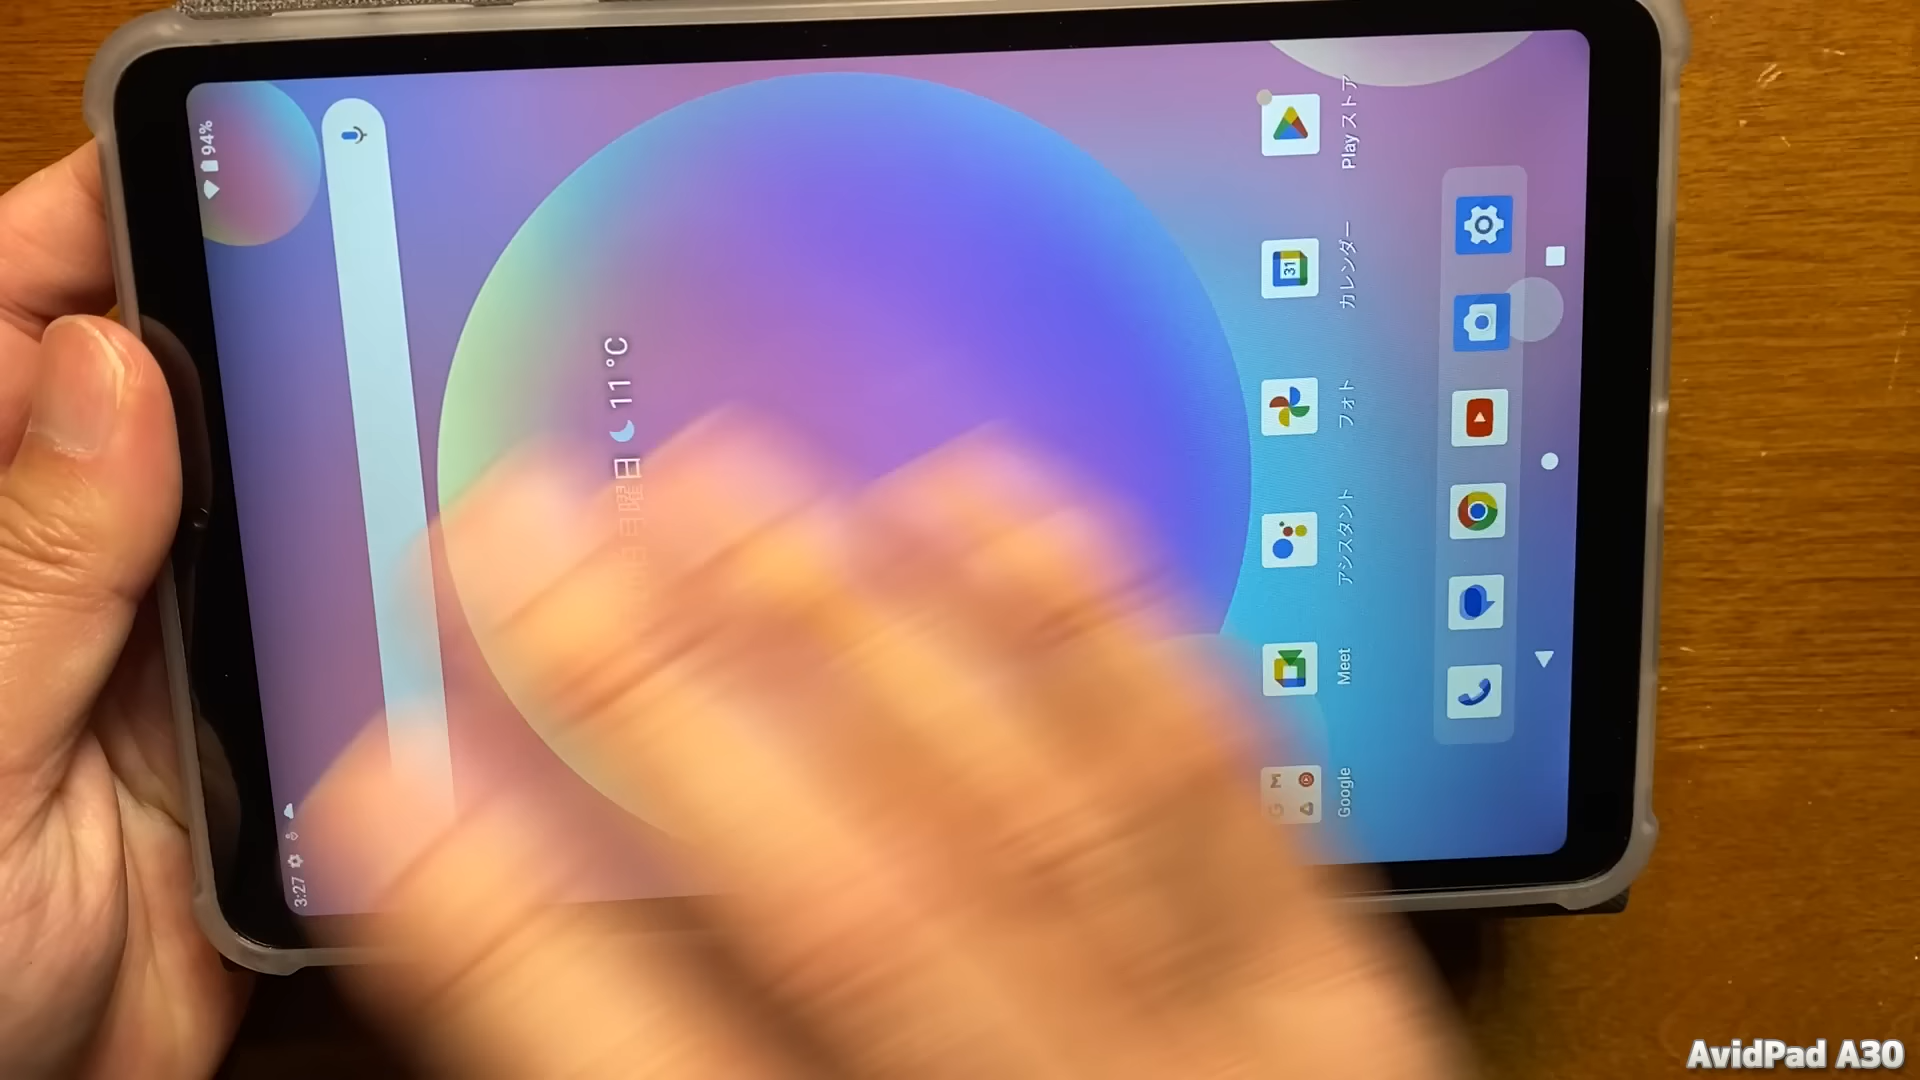 3:27
94%
日曜日 11°C
Google
Meet
アシスタント
フォト
カレンダー
Play ストア
31
AvidPad A30